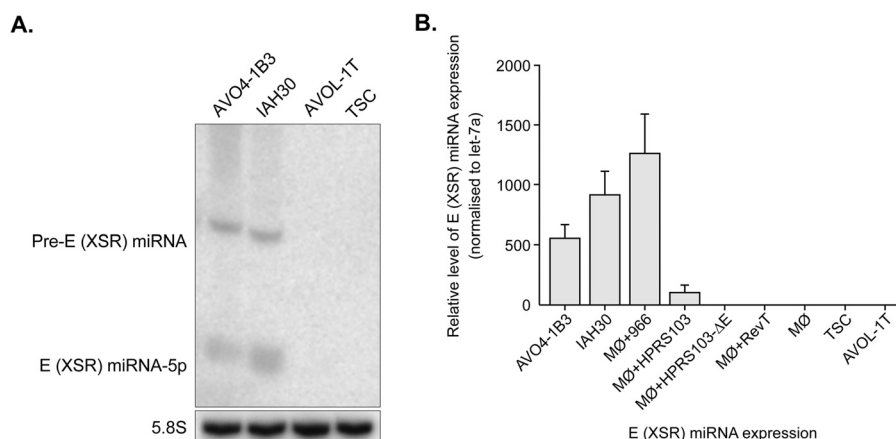 A.
AVO4-1B3
IAH30
AVOL-1T
TSC
Pre-E (XSR) miRNA
E (XSR) miRNA-5p
5.8S
B.
Relative level of E (XSR) miRNA expression
(normalised to let-7a)
2000
1500
1000
500
0
AVO4-1B3
IAH30
MØ+966
MØ+HPRS103
MØ+HPRS103-ΔE
MØ+RevT
MØ
TSC
AVOL-1T
E (XSR) miRNA expression